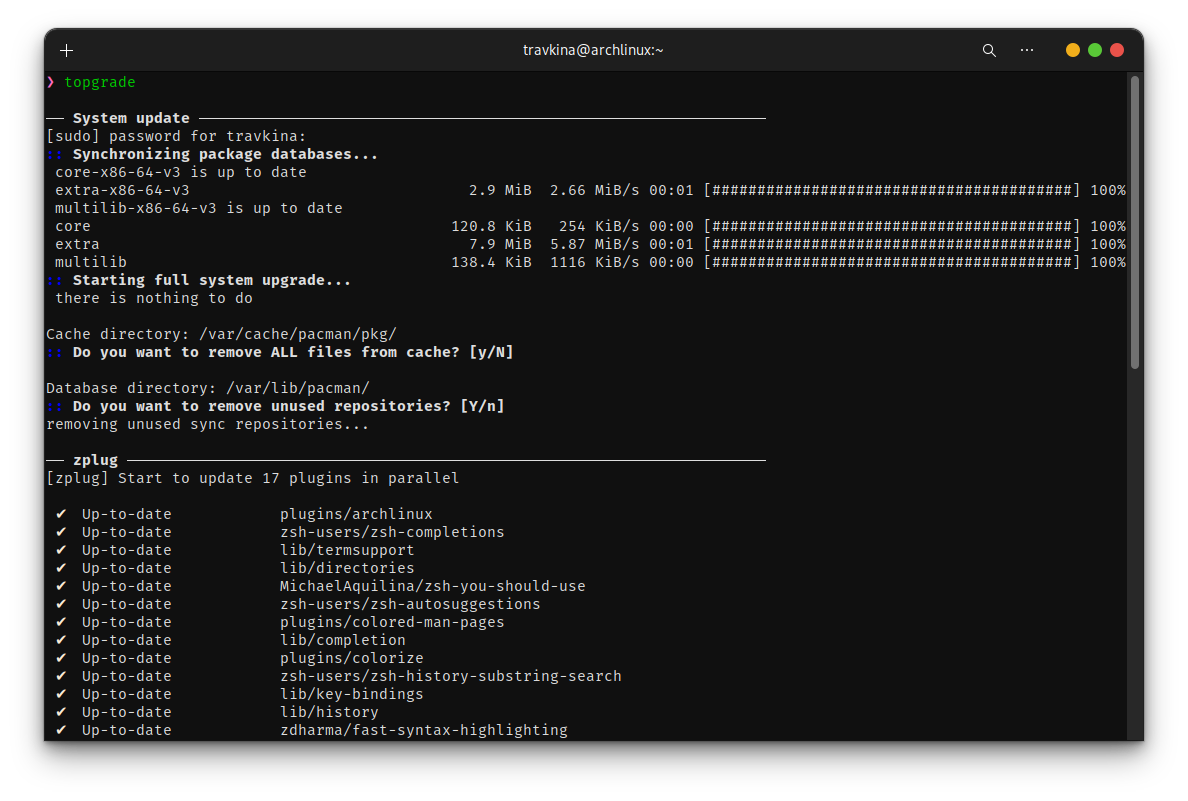 travkina@archlinux:~
❯ topgrade
── System update ───────────────────────────────────────────────────────────────
[sudo] password for travkina:
:: Synchronizing package databases...
core-x86-64-v3 is up to date
extra-x86-64-v3 2.9 MiB 2.66 MiB/s 00:01 [########################################] 100%
multilib-x86-64-v3 is up to date
core 120.8 KiB 254 KiB/s 00:00 [########################################] 100%
extra 7.9 MiB 5.87 MiB/s 00:01 [########################################] 100%
multilib 138.4 KiB 1116 KiB/s 00:00 [########################################] 100%
:: Starting full system upgrade...
there is nothing to do
Cache directory: /var/cache/pacman/pkg/
:: Do you want to remove ALL files from cache? [y/N]
Database directory: /var/lib/pacman/
:: Do you want to remove unused repositories? [Y/n]
removing unused sync repositories...
── zplug ───────────────────────────────────────────────────────────────────────
[zplug] Start to update 17 plugins in parallel
✔ Up-to-date plugins/archlinux
✔ Up-to-date zsh-users/zsh-completions
✔ Up-to-date lib/termsupport
✔ Up-to-date lib/directories
✔ Up-to-date MichaelAquilina/zsh-you-should-use
✔ Up-to-date zsh-users/zsh-autosuggestions
✔ Up-to-date plugins/colored-man-pages
✔ Up-to-date lib/completion
✔ Up-to-date plugins/colorize
✔ Up-to-date zsh-users/zsh-history-substring-search
✔ Up-to-date lib/key-bindings
✔ Up-to-date lib/history
✔ Up-to-date zdharma/fast-syntax-highlighting